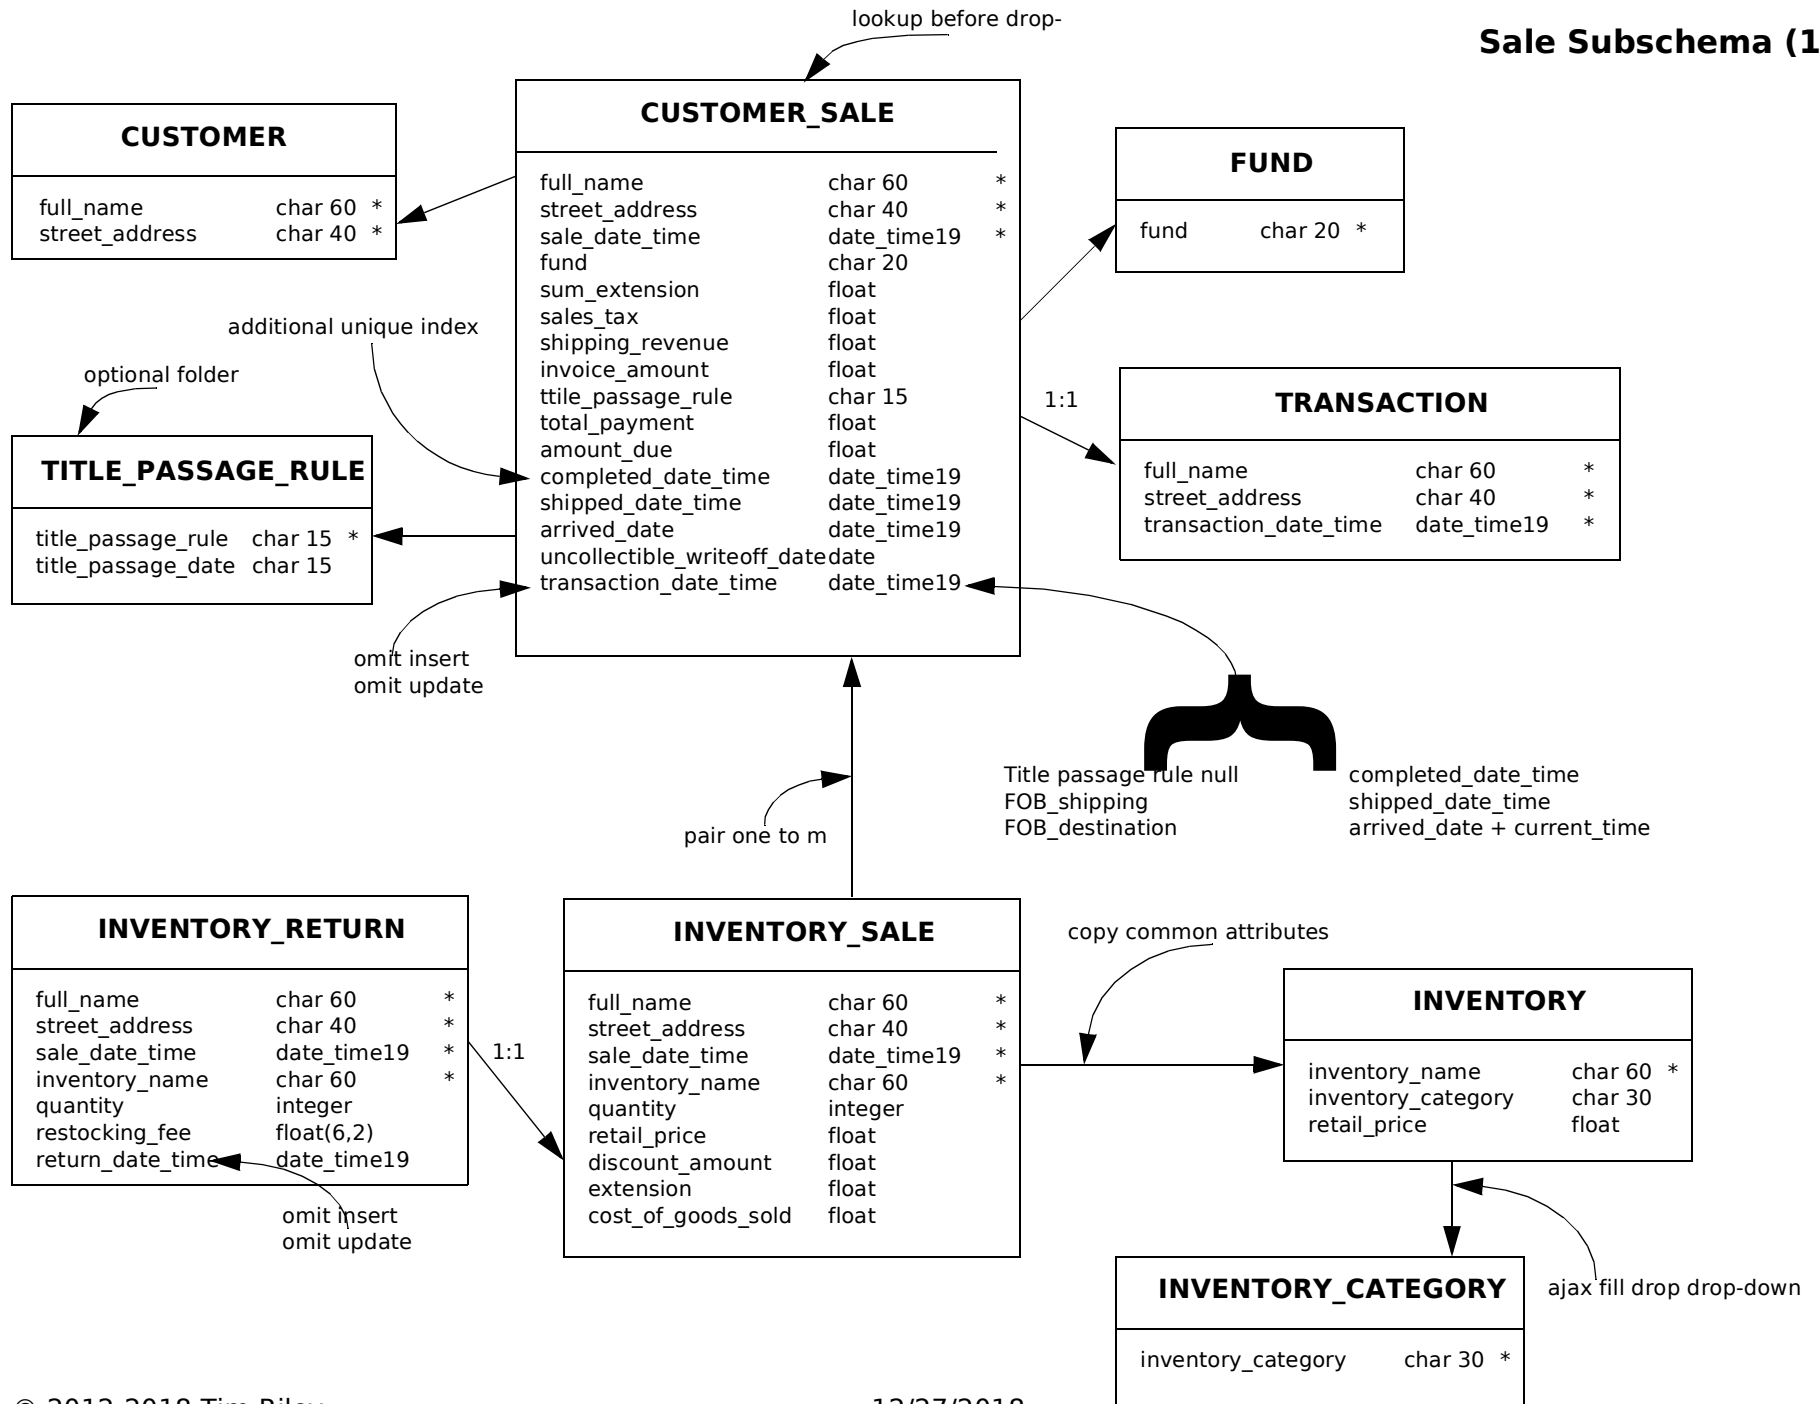 lookup before drop-
Sale Subschema (1
CUSTOMER
full_name char 60 *
street_address char 40 *
CUSTOMER_SALE
full_name char 60 *
street_address char 40 *
sale_date_time date_time19 *
fund char 20
sum_extension float
sales_tax float
shipping_revenue float
invoice_amount float
ttile_passage_rule char 15
total_payment float
amount_due float
completed_date_time date_time19
shipped_date_time date_time19
arrived_date date_time19
uncollectible_writeoff_date date
transaction_date_time date_time19
FUND
fund char 20 *
additional unique index
optional folder
1:1
TRANSACTION
full_name char 60 *
street_address char 40 *
transaction_date_time date_time19 *
TITLE_PASSAGE_RULE
title_passage_rule char 15 *
title_passage_date char 15
omit insert
omit update
Title passage rule null completed_date_time
FOB_shipping shipped_date_time
FOB_destination arrived_date + current_time
pair one to m
INVENTORY_RETURN
full_name char 60 *
street_address char 40 *
sale_date_time date_time19 *
inventory_name char 60 *
quantity integer
restocking_fee float(6,2)
return_date_time date_time19
omit insert
omit update
1:1
INVENTORY_SALE
full_name char 60 *
street_address char 40 *
sale_date_time date_time19 *
inventory_name char 60 *
quantity integer
retail_price float
discount_amount float
extension float
cost_of_goods_sold float
copy common attributes
INVENTORY
inventory_name char 60 *
inventory_category char 30
retail_price float
ajax fill drop drop-down
INVENTORY_CATEGORY
inventory_category char 30 *
© 2012-2018 Tim Riley
12/27/2018